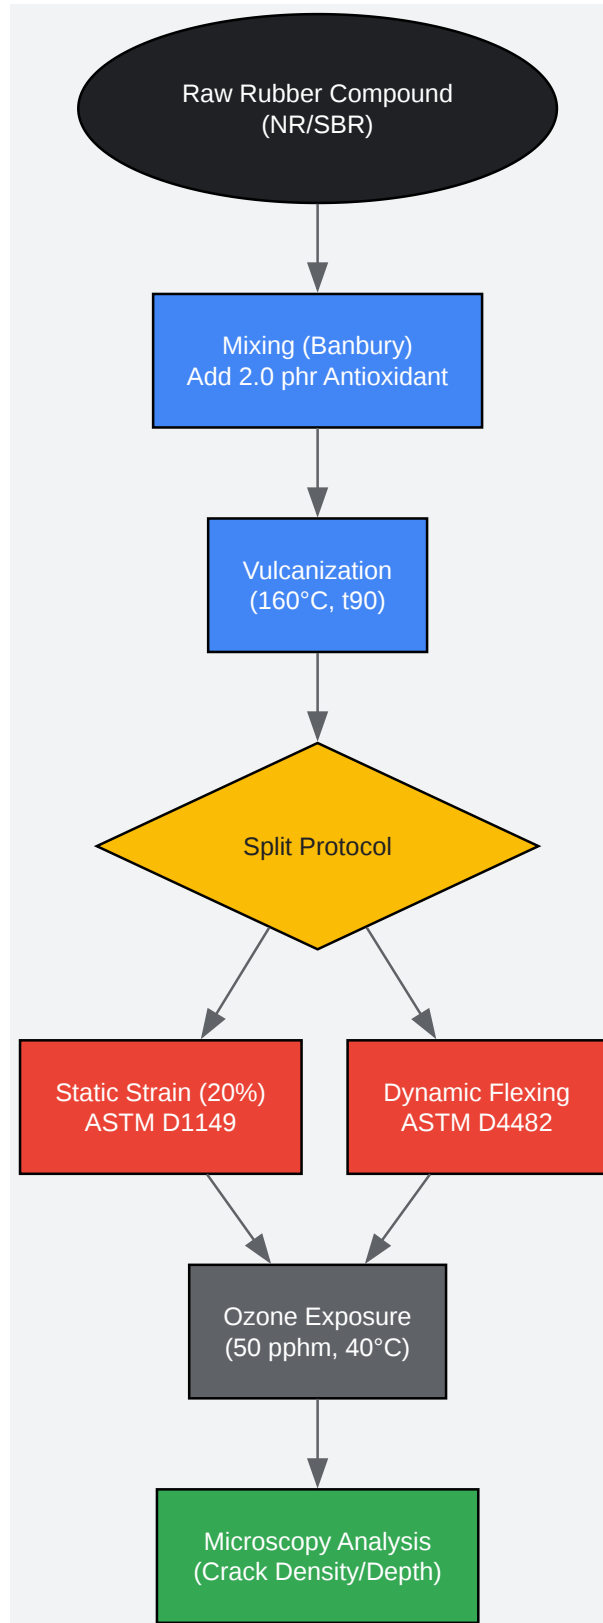 Raw Rubber Compound
(NR/SBR)
Mixing (Banbury)
Add 2.0 phr Antioxidant
Vulcanization
(160°C, t90)
Split Protocol
Static Strain (20%)
ASTM D1149
Dynamic Flexing
ASTM D4482
Ozone Exposure
(50 pphm, 40°C)
Microscopy Analysis
(Crack Density/Depth)